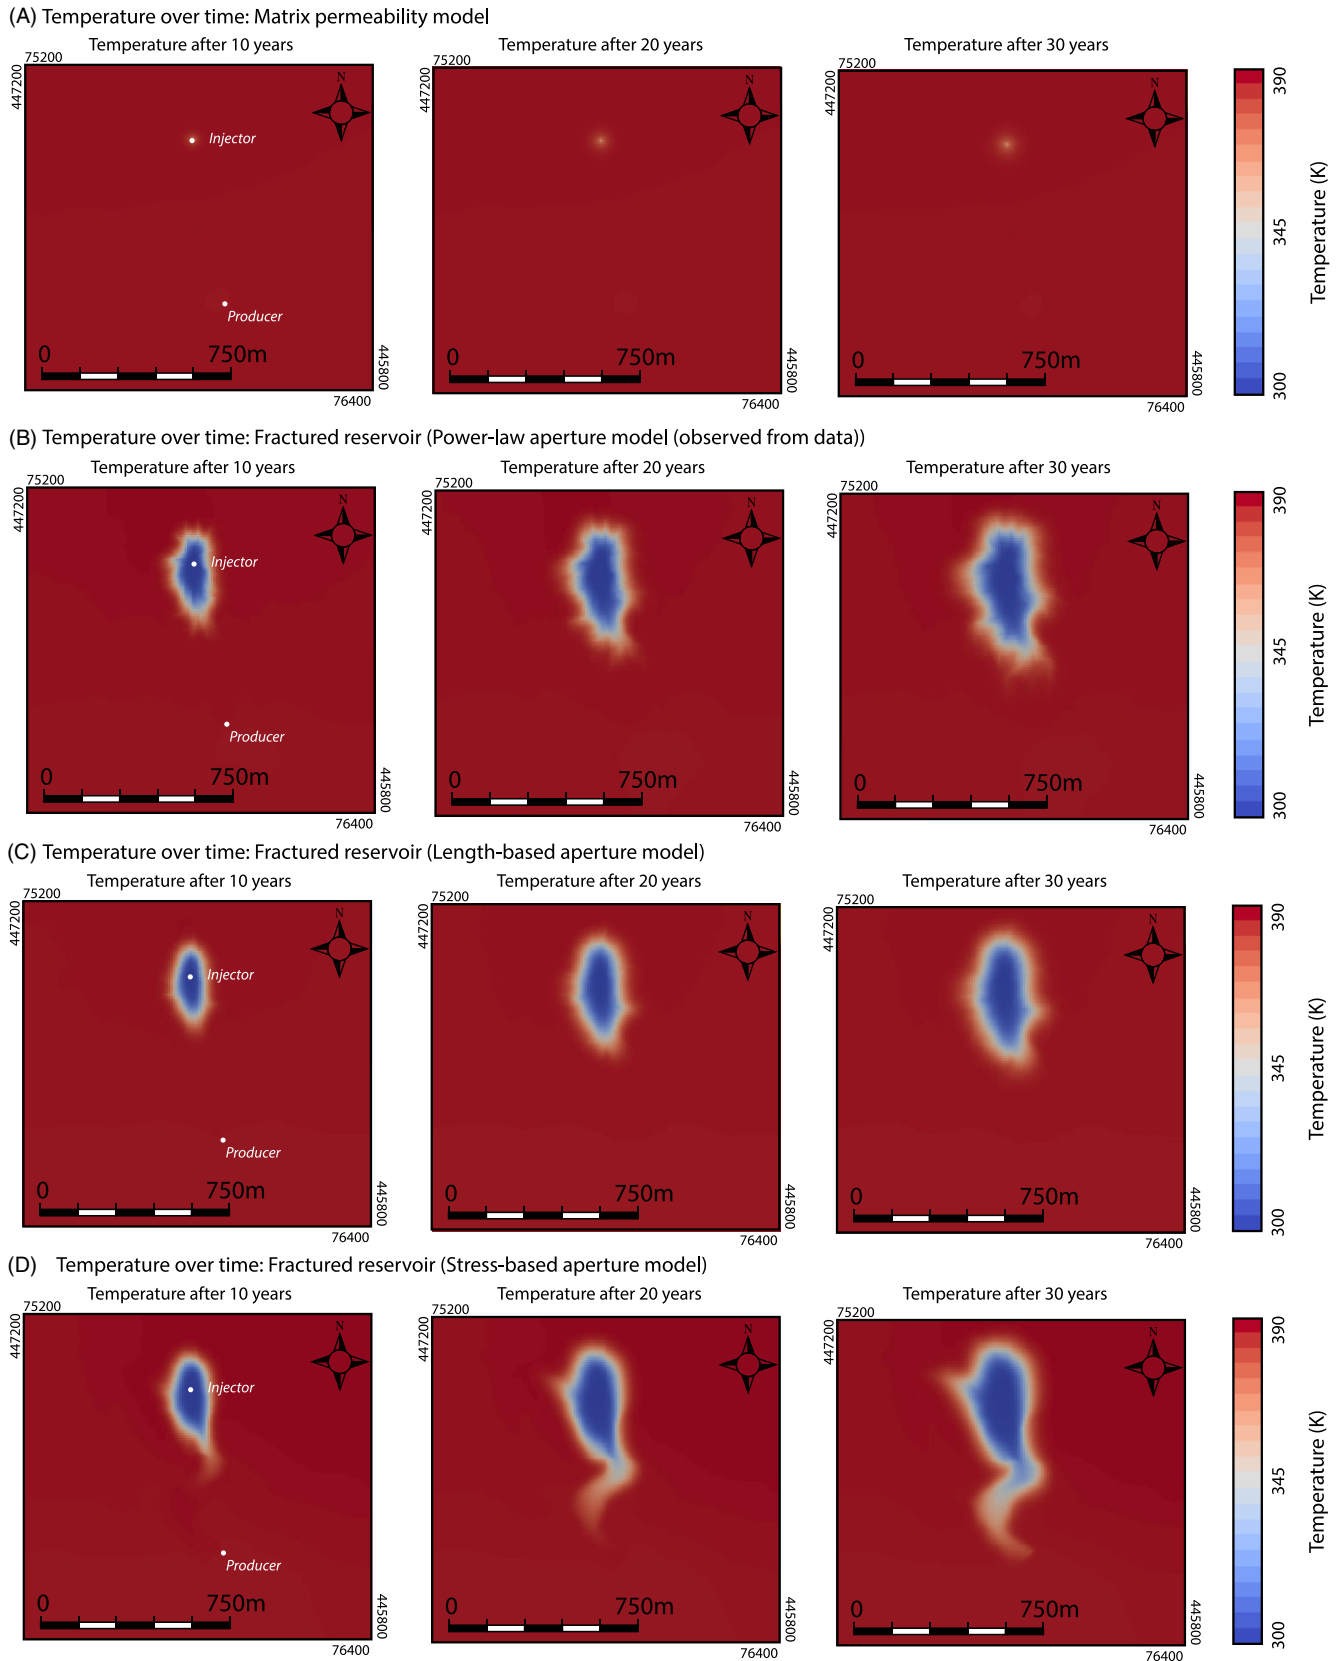 (A) Temperature over time: Matrix permeability model
Temperature after 10 years
Temperature after 20 years
Temperature after 30 years
75200
75200
75200
447200
447200
447200
N
N
N
Injector
Producer
0
750m
0
750m
0
750m
445800
445800
445800
76400
76400
76400
390
345
300
Temperature (K)
(B) Temperature over time: Fractured reservoir (Power-law aperture model (observed from data))
Temperature after 10 years
Temperature after 20 years
Temperature after 30 years
75200
75200
75200
447200
447200
447200
N
N
N
Injector
Producer
0
750m
0
750m
0
750m
445800
445800
445800
76400
76400
76400
390
345
300
Temperature (K)
(C) Temperature over time: Fractured reservoir (Length-based aperture model)
Temperature after 10 years
Temperature after 20 years
Temperature after 30 years
75200
75200
75200
447200
447200
447200
N
N
N
Injector
Producer
0
750m
0
750m
0
750m
445800
445800
445800
76400
76400
76400
390
345
300
Temperature (K)
(D) Temperature over time: Fractured reservoir (Stress-based aperture model)
Temperature after 10 years
Temperature after 20 years
Temperature after 30 years
75200
75200
75200
447200
447200
447200
N
N
N
Injector
Producer
0
750m
0
750m
0
750m
445800
445800
445800
76400
76400
76400
390
345
300
Temperature (K)